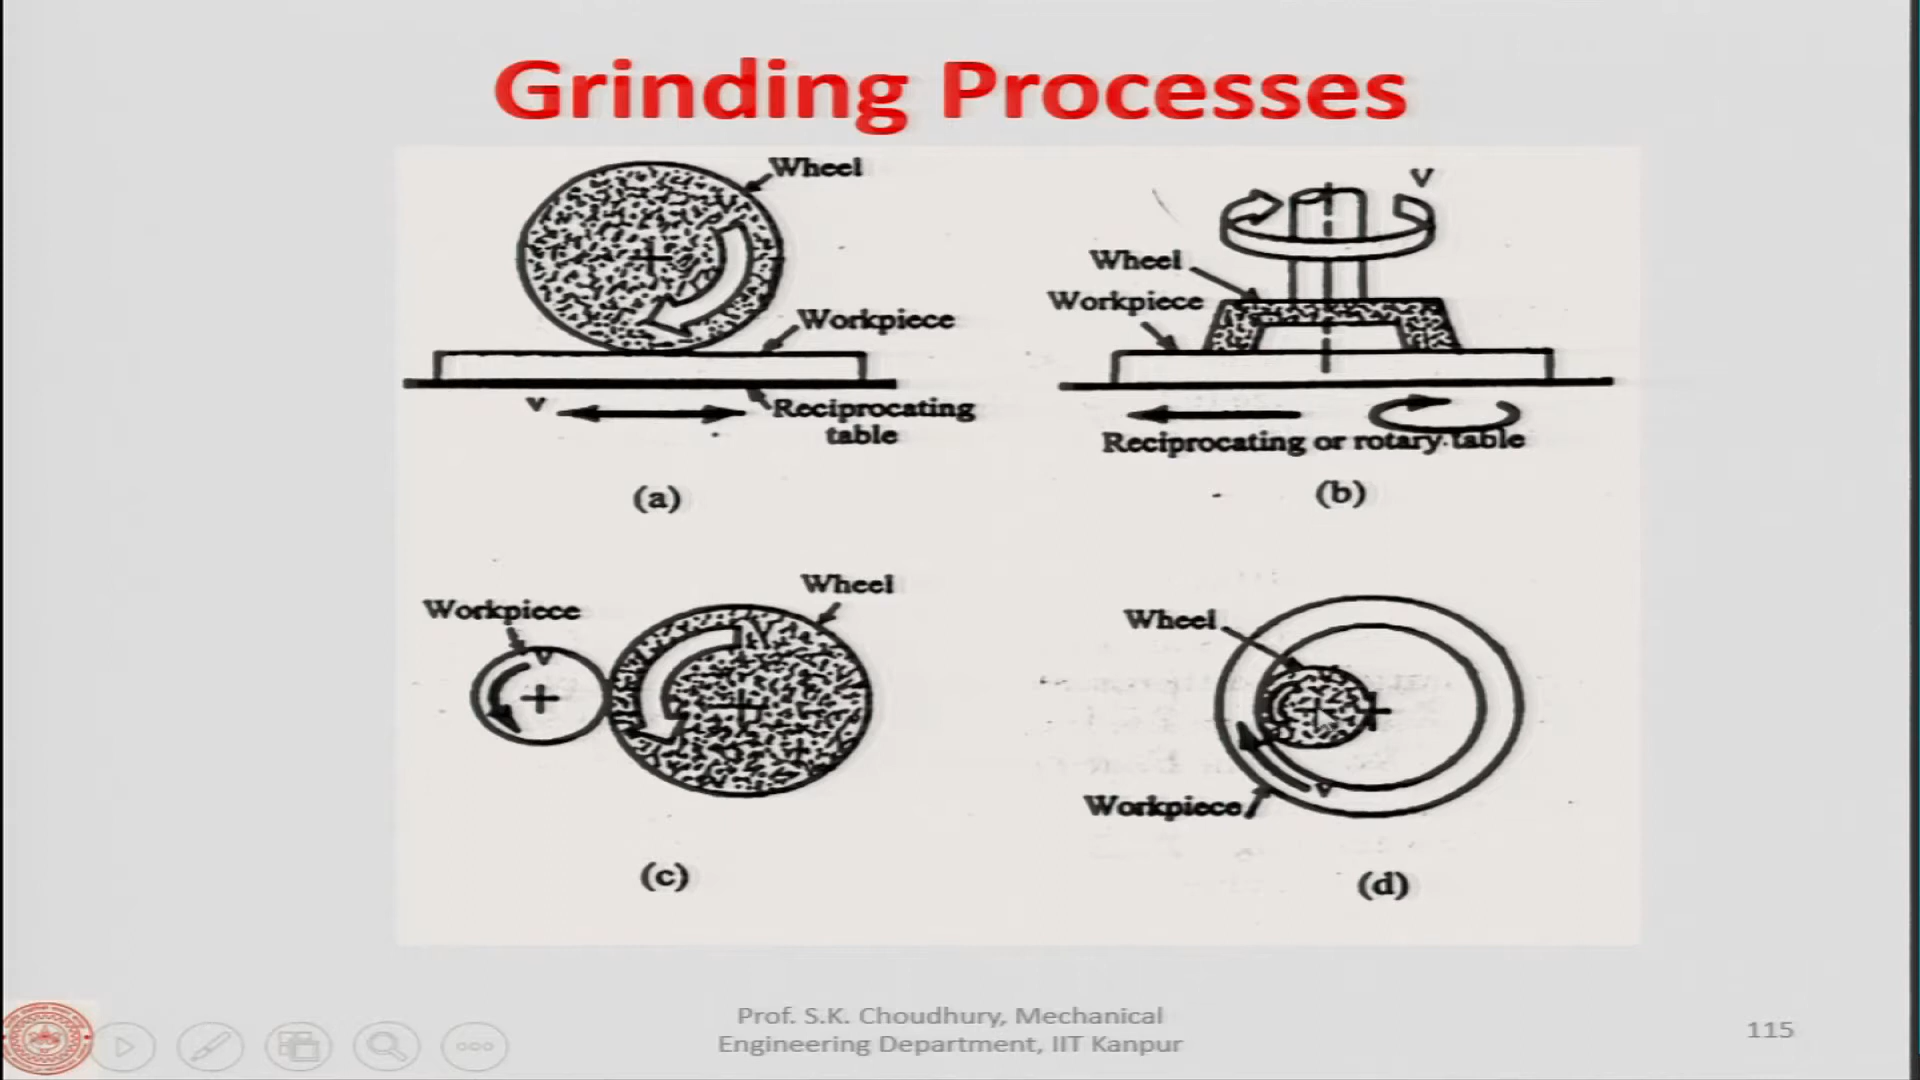 Grinding Processes
Wheel
Workpiece
v
Reciprocating
table
(a)
V
Wheel
Workpiece
Reciprocating or rotary table
(b)
Workpiece
Wheel
v
V
(c)
Wheel
Workpiece
v
(d)
Prof. S.K. Choudhury, Mechanical
Engineering Department, IIT Kanpur
115